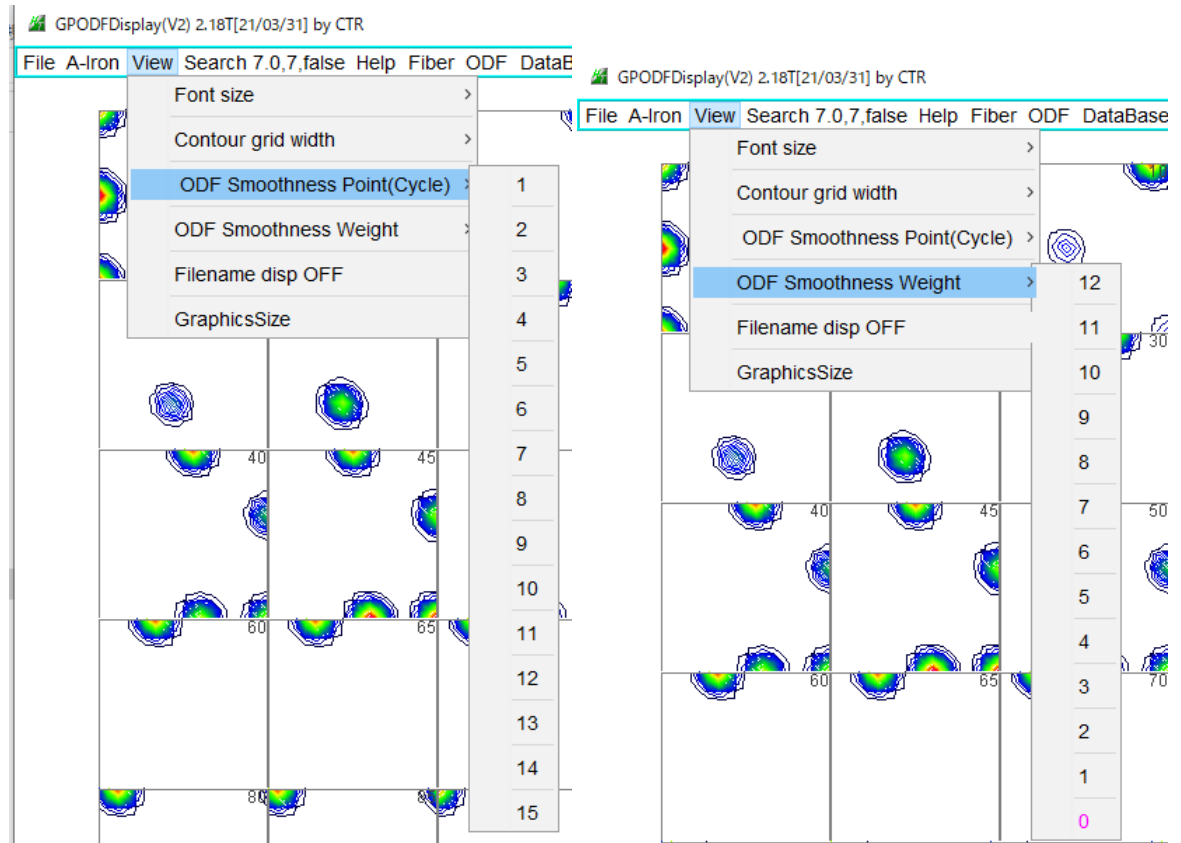 GPODFDisplay(V2) 2.18T[21/03/31] by CTR
File A-Iron View Search 7.0,7,false Help Fiber ODF DataB
Font size
Contour grid width
ODF Smoothness Point(Cycle)
ODF Smoothness Weight
Filename disp OFF
GraphicsSize
1
2
3
4
5
6
7
8
9
10
11
12
13
14
15
40
45
60
65
80
GPODFDisplay(V2) 2.18T[21/03/31] by CTR
File A-Iron View Search 7.0,7,false Help Fiber ODF DataBase
Font size
Contour grid width
ODF Smoothness Point(Cycle)
ODF Smoothness Weight
Filename disp OFF
GraphicsSize
12
11
10
9
8
7
6
5
4
3
2
1
0
30
40
45
50
60
65
70